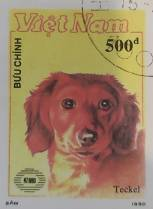 Việt Nam
BƯU CHÍNH
500đ
Teckel
1990